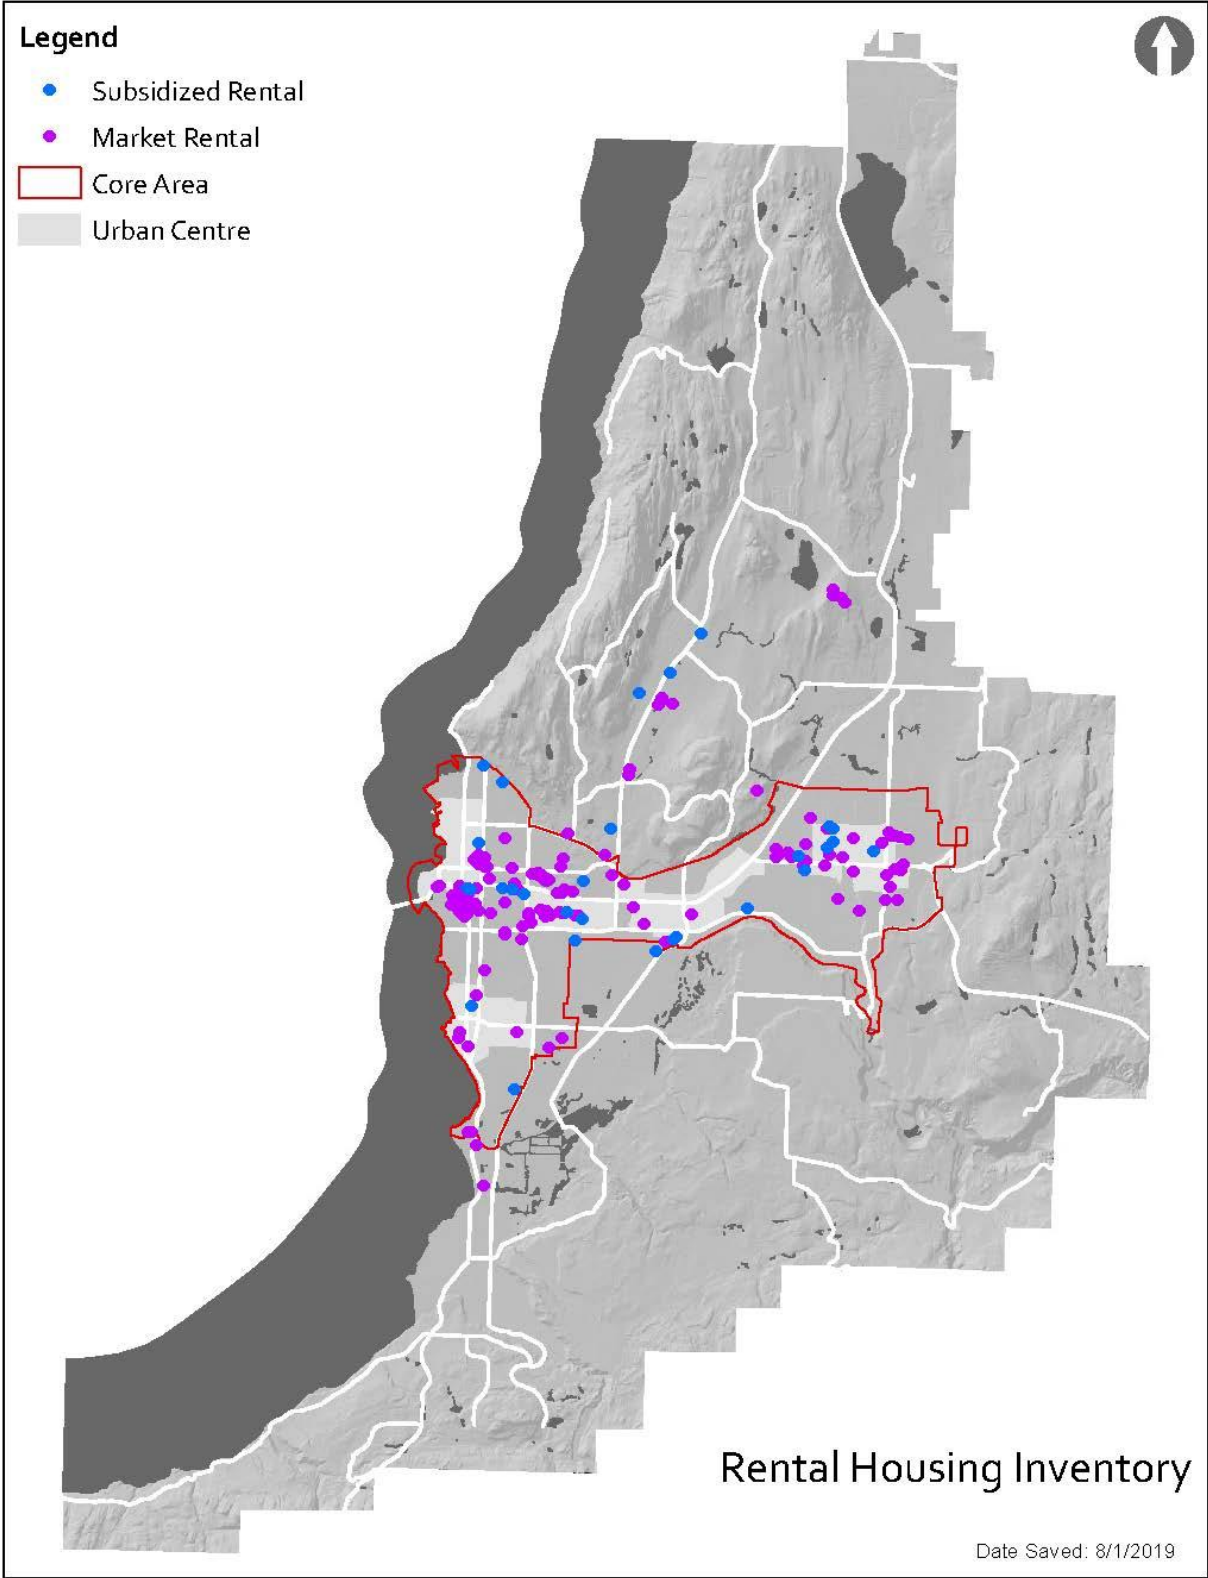 Legend
Subsidized Rental
Market Rental
Core Area
Urban Centre
Rental Housing Inventory
Date Saved: 8/1/2019